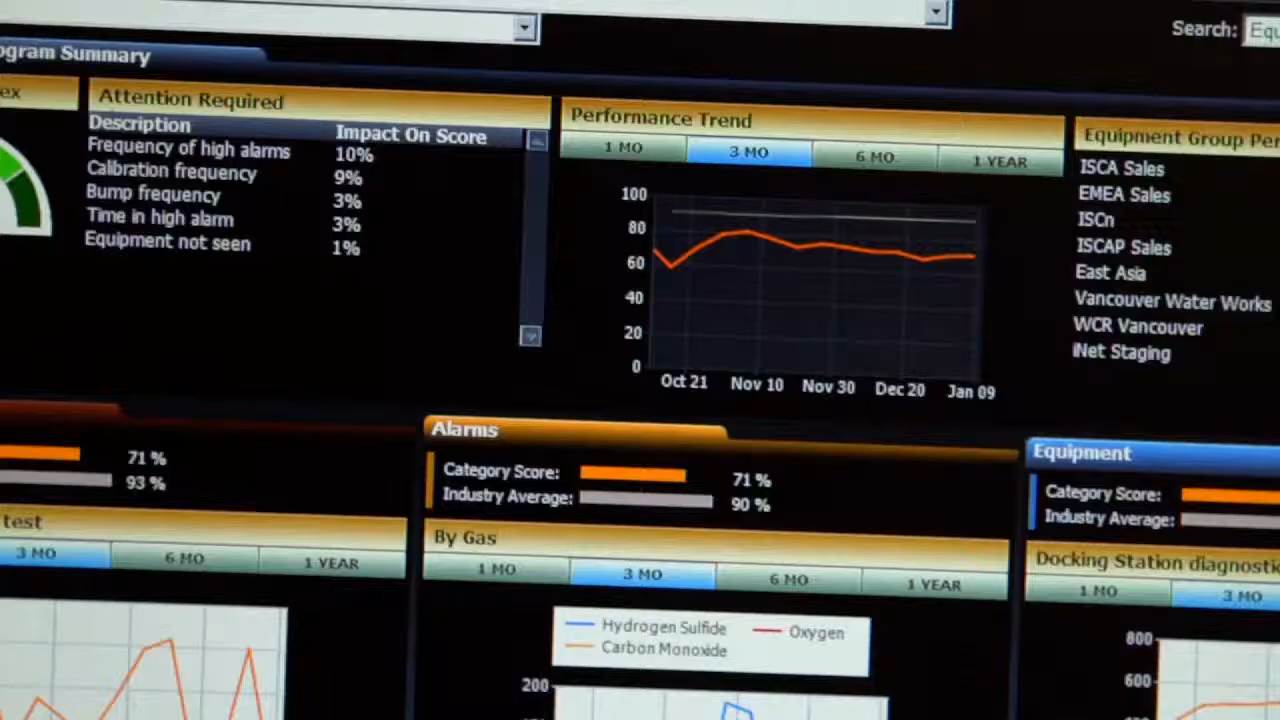 Search:
ogram Summary
ex
Attention Required
Description Impact On Score
Frequency of high alarms 10%
Calibration frequency 9%
Bump frequency 3%
Time in high alarm 3%
Equipment not seen 1%
Performance Trend
1 MO 3 MO 6 MO 1 YEAR
100
80
60
40
20
0
Oct 21 Nov 10 Nov 30 Dec 20 Jan 09
Equipment Group Per
ISCA Sales
EMEA Sales
ISCn
ISCAP Sales
East Asia
Vancouver Water Works
WCR Vancouver
iNet Staging
71 %
93 %
test
3 MO 6 MO 1 YEAR
Alarms
Category Score: 71 %
Industry Average: 90 %
By Gas
1 MO 3 MO 6 MO 1 YEAR
Hydrogen Sulfide Oxygen
Carbon Monoxide
200
Equipment
Category Score:
Industry Average:
Docking Station diagnostic
1 MO 3 MO
800
600